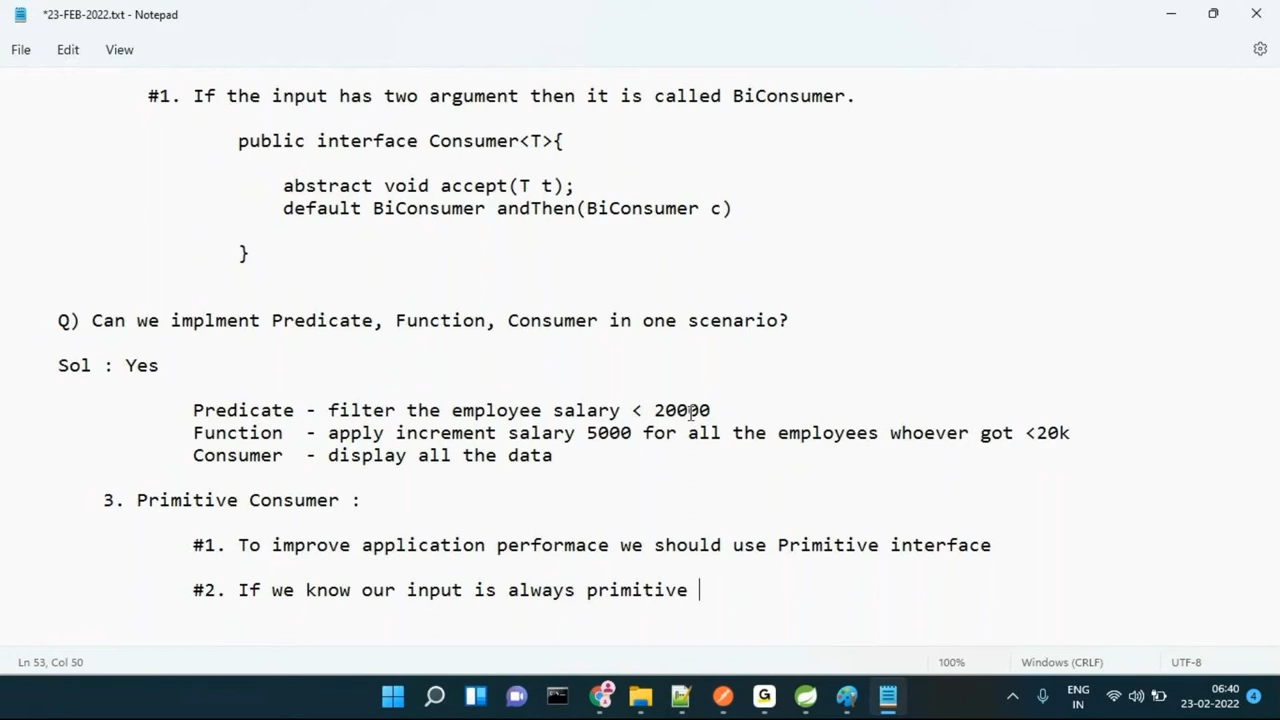 *23-FEB-2022.txt - Notepad
File Edit View
#1. If the input has two argument then it is called BiConsumer.
public interface Consumer<T>{
abstract void accept(T t);
default BiConsumer andThen(BiConsumer c)
}
Q) Can we implment Predicate, Function, Consumer in one scenario?
Sol : Yes
Predicate - filter the employee salary < 20000
Function - apply increment salary 5000 for all the employees whoever got <20k
Consumer - display all the data
3. Primitive Consumer :
#1. To improve application performace we should use Primitive interface
#2. If we know our input is always primitive
Ln 53, Col 50 100% Windows (CRLF) UTF-8
G ENG 06:40
IN 23-02-2022 4